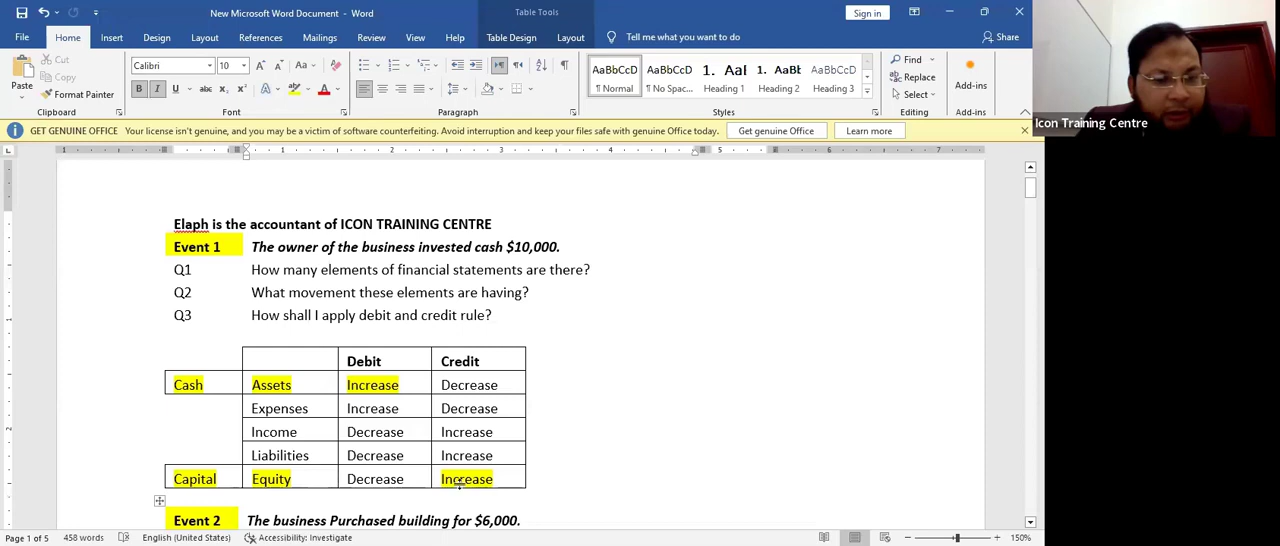 New Microsoft Word Document - Word
Table Tools
Sign in
File Home Insert Design Layout References Mailings Review View Help Table Design Layout Tell me what you want to do Share
Paste
Cut
Copy
Format Painter
Clipboard
Calibri 10
Font
Paragraph
AaBbCcD AaBbCcD 1. AaI 1. AaBb AaBbCcD
¶ Normal ¶ No Spac... Heading 1 Heading 2 Heading 3
Styles
Find
Replace
Select
Editing
Add-ins
Add-ins
GET GENUINE OFFICE Your license isn't genuine, and you may be a victim of software counterfeiting. Avoid interruption and keep your files safe with genuine Office today. Get genuine Office Learn more
Icon Training Centre
1 1 2 3 4 5 6 7
Elaph is the accountant of ICON TRAINING CENTRE
Event 1 The owner of the business invested cash $10,000.
Q1 How many elements of financial statements are there?
Q2 What movement these elements are having?
Q3 How shall I apply debit and credit rule?
Debit Credit
Cash Assets Increase Decrease
Expenses Increase Decrease
Income Decrease Increase
Liabilities Decrease Increase
Capital Equity Decrease Increase
Event 2 The business Purchased building for $6,000.
Page 1 of 5 458 words English (United States) Accessibility: Investigate 150%